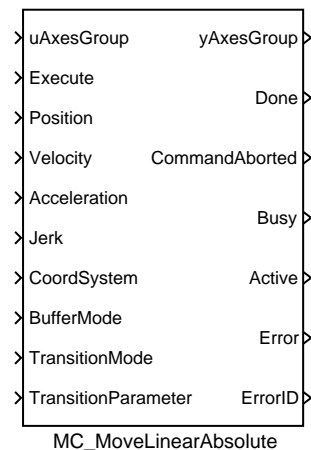 uAxesGroup yAxesGroup
Execute
Done
Position
Velocity CommandAborted
Acceleration
Busy
Jerk
CoordSystem Active
BufferMode
Error
TransitionMode
TransitionParameter ErrorID
MC_MoveLinearAbsolute